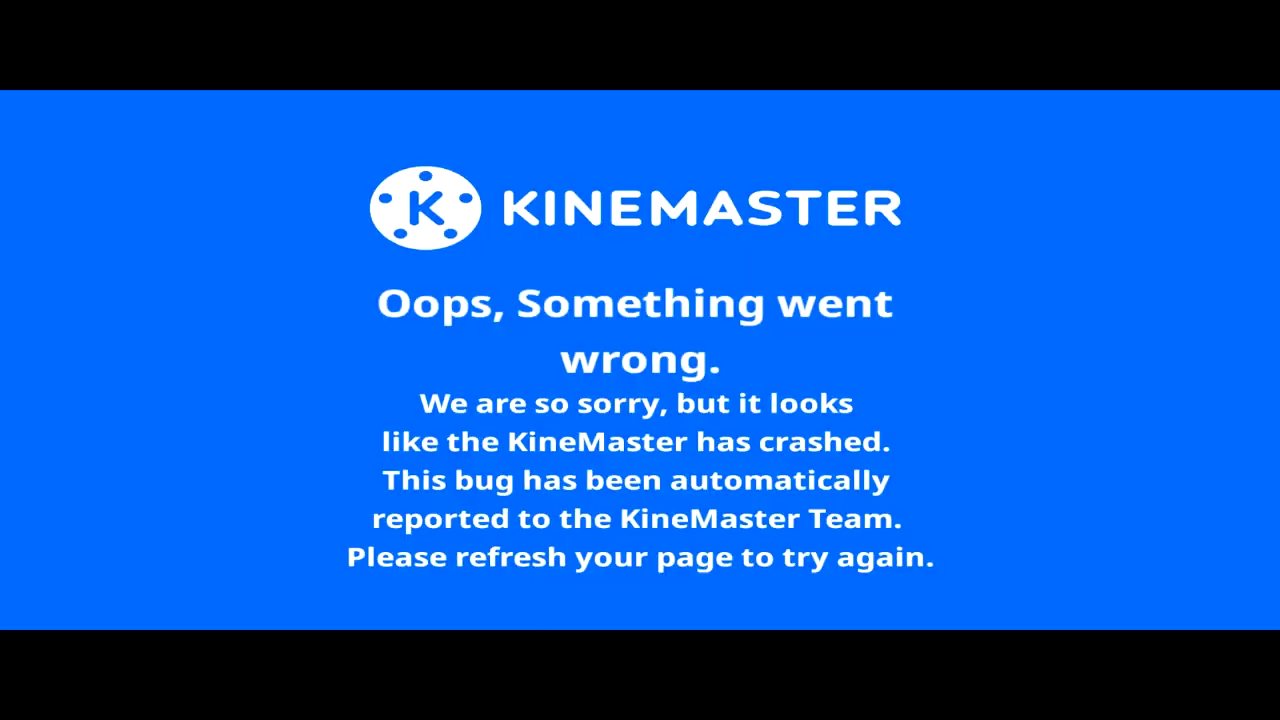 K KINEMASTER
Oops, Something went
wrong.
We are so sorry, but it looks
like the KineMaster has crashed.
This bug has been automatically
reported to the KineMaster Team.
Please refresh your page to try again.